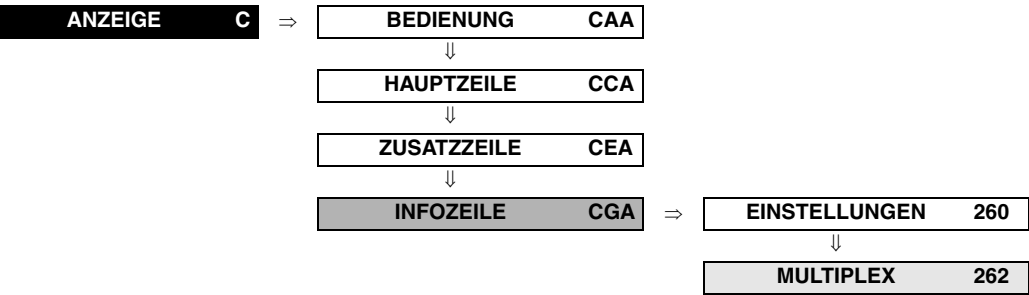 ANZEIGE C ⇒ BEDIENUNG CAA
⇓
HAUPTZEILE CCA
⇓
ZUSATZZEILE CEA
⇓
INFOZEILE CGA ⇒ EINSTELLUNGEN 260
⇓
MULTIPLEX 262